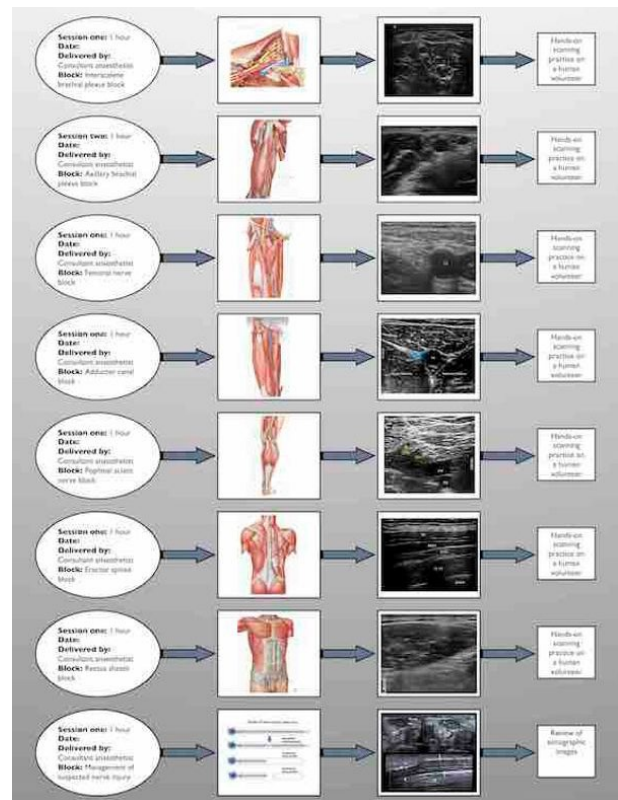 Session one: 1 hour
Date:
Delivered by:
Consultant anaesthetist
Block: Interscalene
brachial plexus block
Hands-on
scanning
practice on
a human
volunteer
Session two: 1 hour
Date:
Delivered by:
Consultant anaesthetist
Block: Axillary brachial
plexus block
Hands-on
scanning
practice on
a human
volunteer
Session one: 1 hour
Date:
Delivered by:
Consultant anaesthetist
Block: Femoral nerve
block
Hands-on
scanning
practice on
a human
volunteer
Session one: 1 hour
Date:
Delivered by:
Consultant anaesthetist
Block: Adductor canal
block
Hands-on
scanning
practice on
a human
volunteer
Session one: 1 hour
Date:
Delivered by:
Consultant anaesthetist
Block: Popliteal sciatic
nerve block
Hands-on
scanning
practice on
a human
volunteer
Session one: 1 hour
Date:
Delivered by:
Consultant anaesthetist
Block: Erector spinae
block
Hands-on
scanning
practice on
a human
volunteer
Session one: 1 hour
Date:
Delivered by:
Consultant anaesthetist
Block: Rectus sheath
block
Hands-on
scanning
practice on
a human
volunteer
Session one: 1 hour
Date:
Delivered by:
Consultant anaesthetist
Block: Management of
suspected nerve injury
Review of
sonographic
images